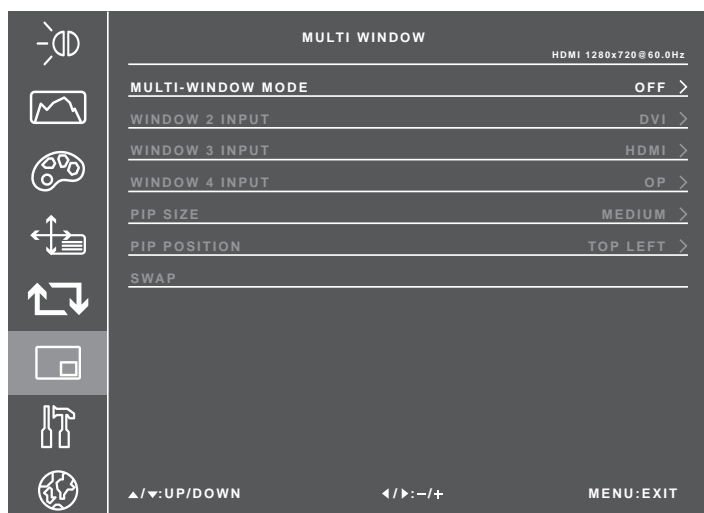 MULTI WINDOW
HDMI 1280x720@60.0Hz
MULTI-WINDOW MODE OFF >
WINDOW 2 INPUT DVI >
WINDOW 3 INPUT HDMI >
WINDOW 4 INPUT OP >
PIP SIZE MEDIUM >
PIP POSITION TOP LEFT >
SWAP
▲/▼:UP/DOWN ◀/▶:−/+ MENU:EXIT